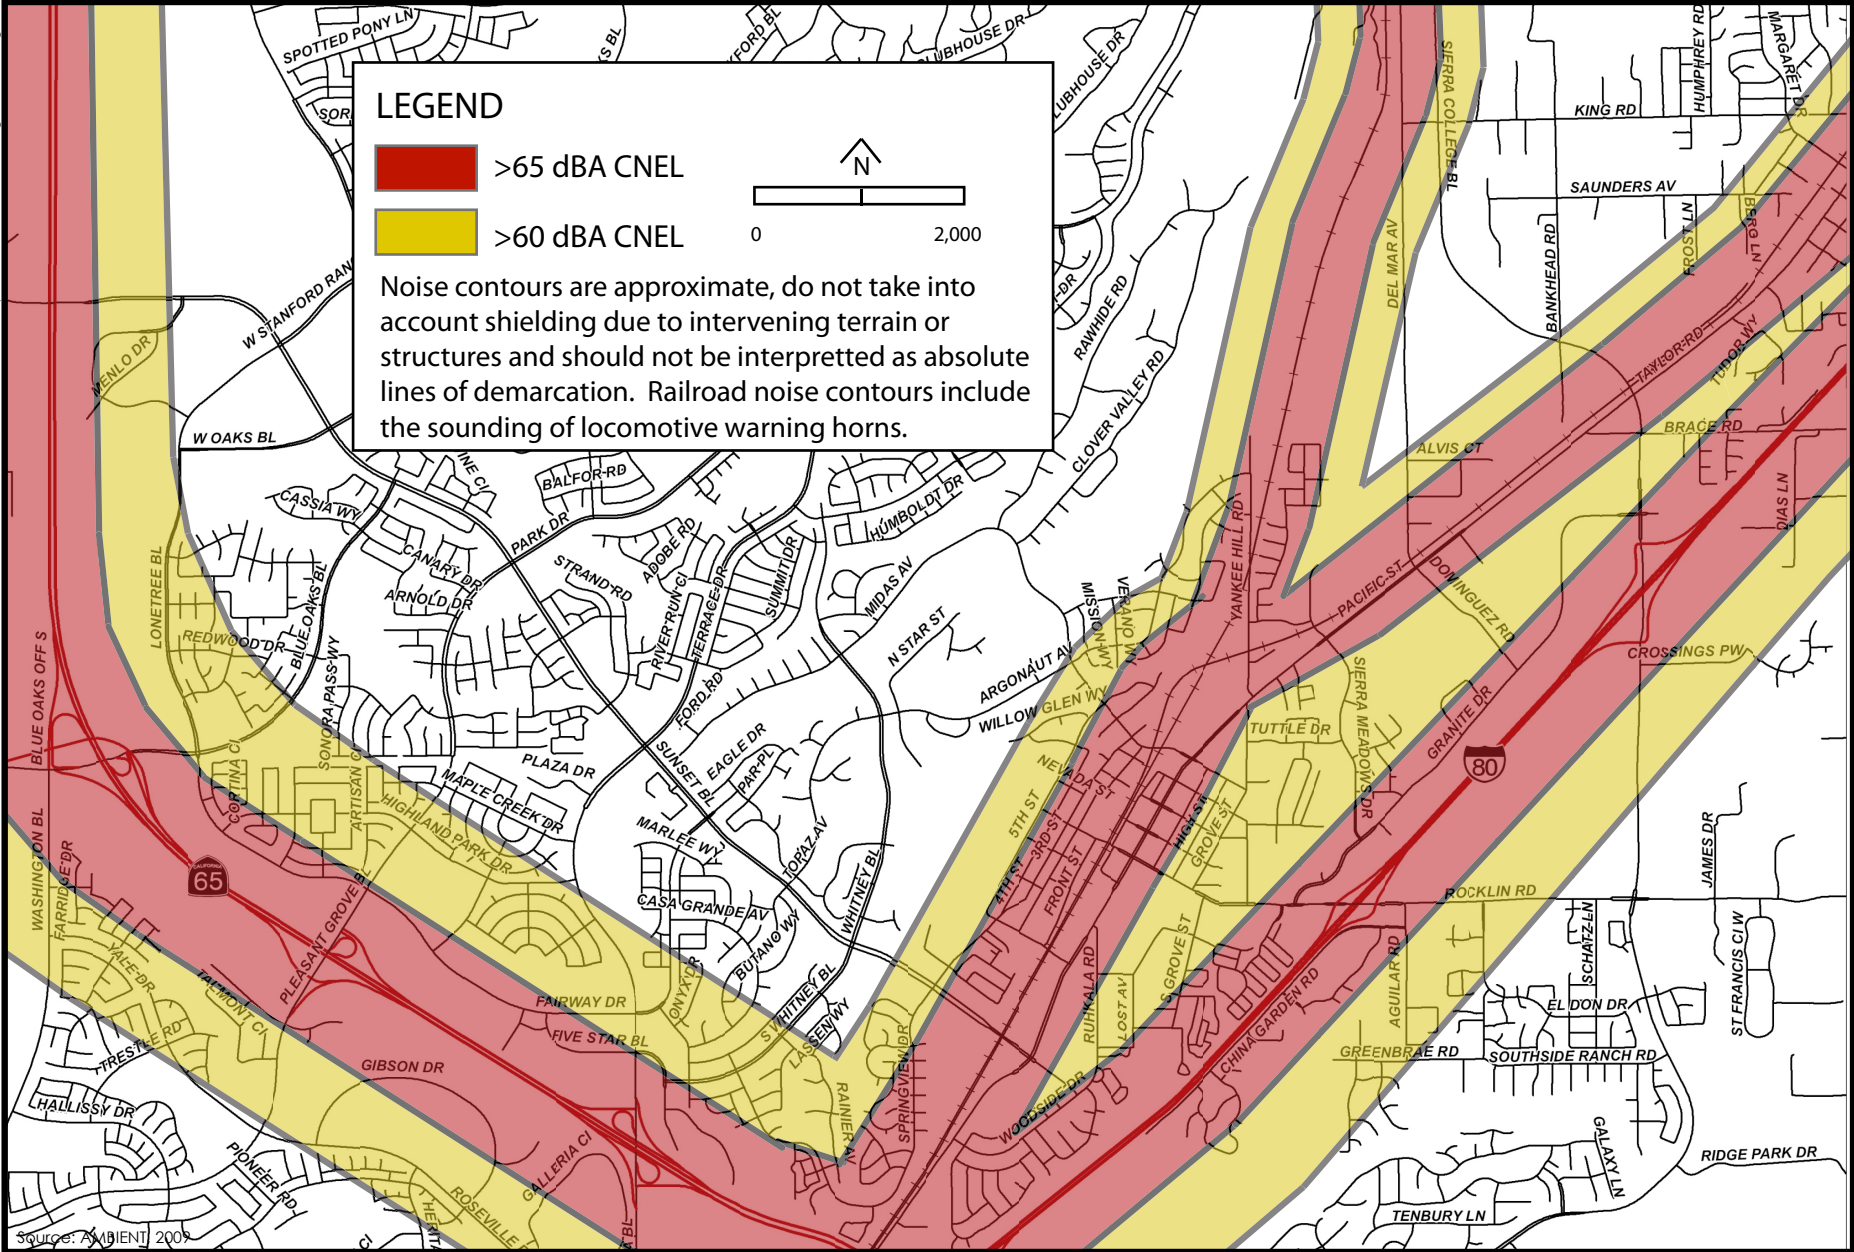 SPOTTED PONY LN
CLUBHOUSE DR
CLUBHOUSE DR
SIERRA COLLEGE BL
HUMPHREY RD
MARGARET DR
KING RD
LEGEND
>65 dBA CNEL
>60 dBA CNEL
N
0 2,000
Noise contours are approximate, do not take into
account shielding due to intervening terrain or
structures and should not be interpretted as absolute
lines of demarcation. Railroad noise contours include
the sounding of locomotive warning horns.
SAUNDERS AV
FROST LN
BERG LN
DEL MAR AV
BANKHEAD RD
W STANFORD RAN
RAWHIDE RD
MENLO DR
TAYLOR RD
TUDOR WY
CLOVER VALLEY RD
BRACE RD
W OAKS BL
ALVIS CT
BALFOR RD
CASSIA WY
HUMBOLDT DR
DIAS LN
PARK DR
ADOBE RD
YANKEE HILL RD
CANARY DR
STRAND RD
SUMMIT DR
MIDAS AV
PACIFIC ST
DOMINGUEZ RD
ARNOLD DR
LONETREE BL
BLUE OAKS BL
RIVER RUN CI
TERRACE DR
MISSION WY
REDWOOD DR
N STAR ST
CROSSINGS PW
SONORA PASS WY
ARGONAUT AV
FORD RD
WILLOW GLEN WY
SIERRA MEADOWS DR
GRANITE DR
BLUE OAKS OFF S
TUTTLE DR
EAGLE DR
SUNSET BL
PAR PL
PLAZA DR
80
NEVADA ST
CORTINA CI
ARTISAN CI
MAPLE CREEK DR
HIGHLAND PARK DR
5TH ST
3RD ST
HIGH ST
GROVE ST
MARLEE WY
TOPAZ AV
WHITNEY BL
WASHINGTON BL
FARRIDGE DR
CALIFORNIA
65
4TH ST
FRONT ST
JAMES DR
ROCKLIN RD
CASA GRANDE AV
BUTANO WY
PLEASANT GROVE BL
YALE DR
TALMONT CI
FAIRWAY DR
ONYX DR
S WHITNEY BL
LASSEN WY
RUHKALA RD
LOST AV
S GROVE ST
CHINA GARDEN RD
AGUILAR RD
SCHATZ LN
ST FRANCIS CI W
EL DON DR
TRESTLE RD
FIVE STAR BL
GREENBRAE RD
SOUTHSIDE RANCH RD
GIBSON DR
HALLISSY DR
RAINIER AV
SPRINGVIEW DR
WOODSIDE DR
PIONEER RD
GALLERIA CI
GALAXY LN
RIDGE PARK DR
ROSEVILLE
TENBURY LN
Source: AMBIENT, 2009